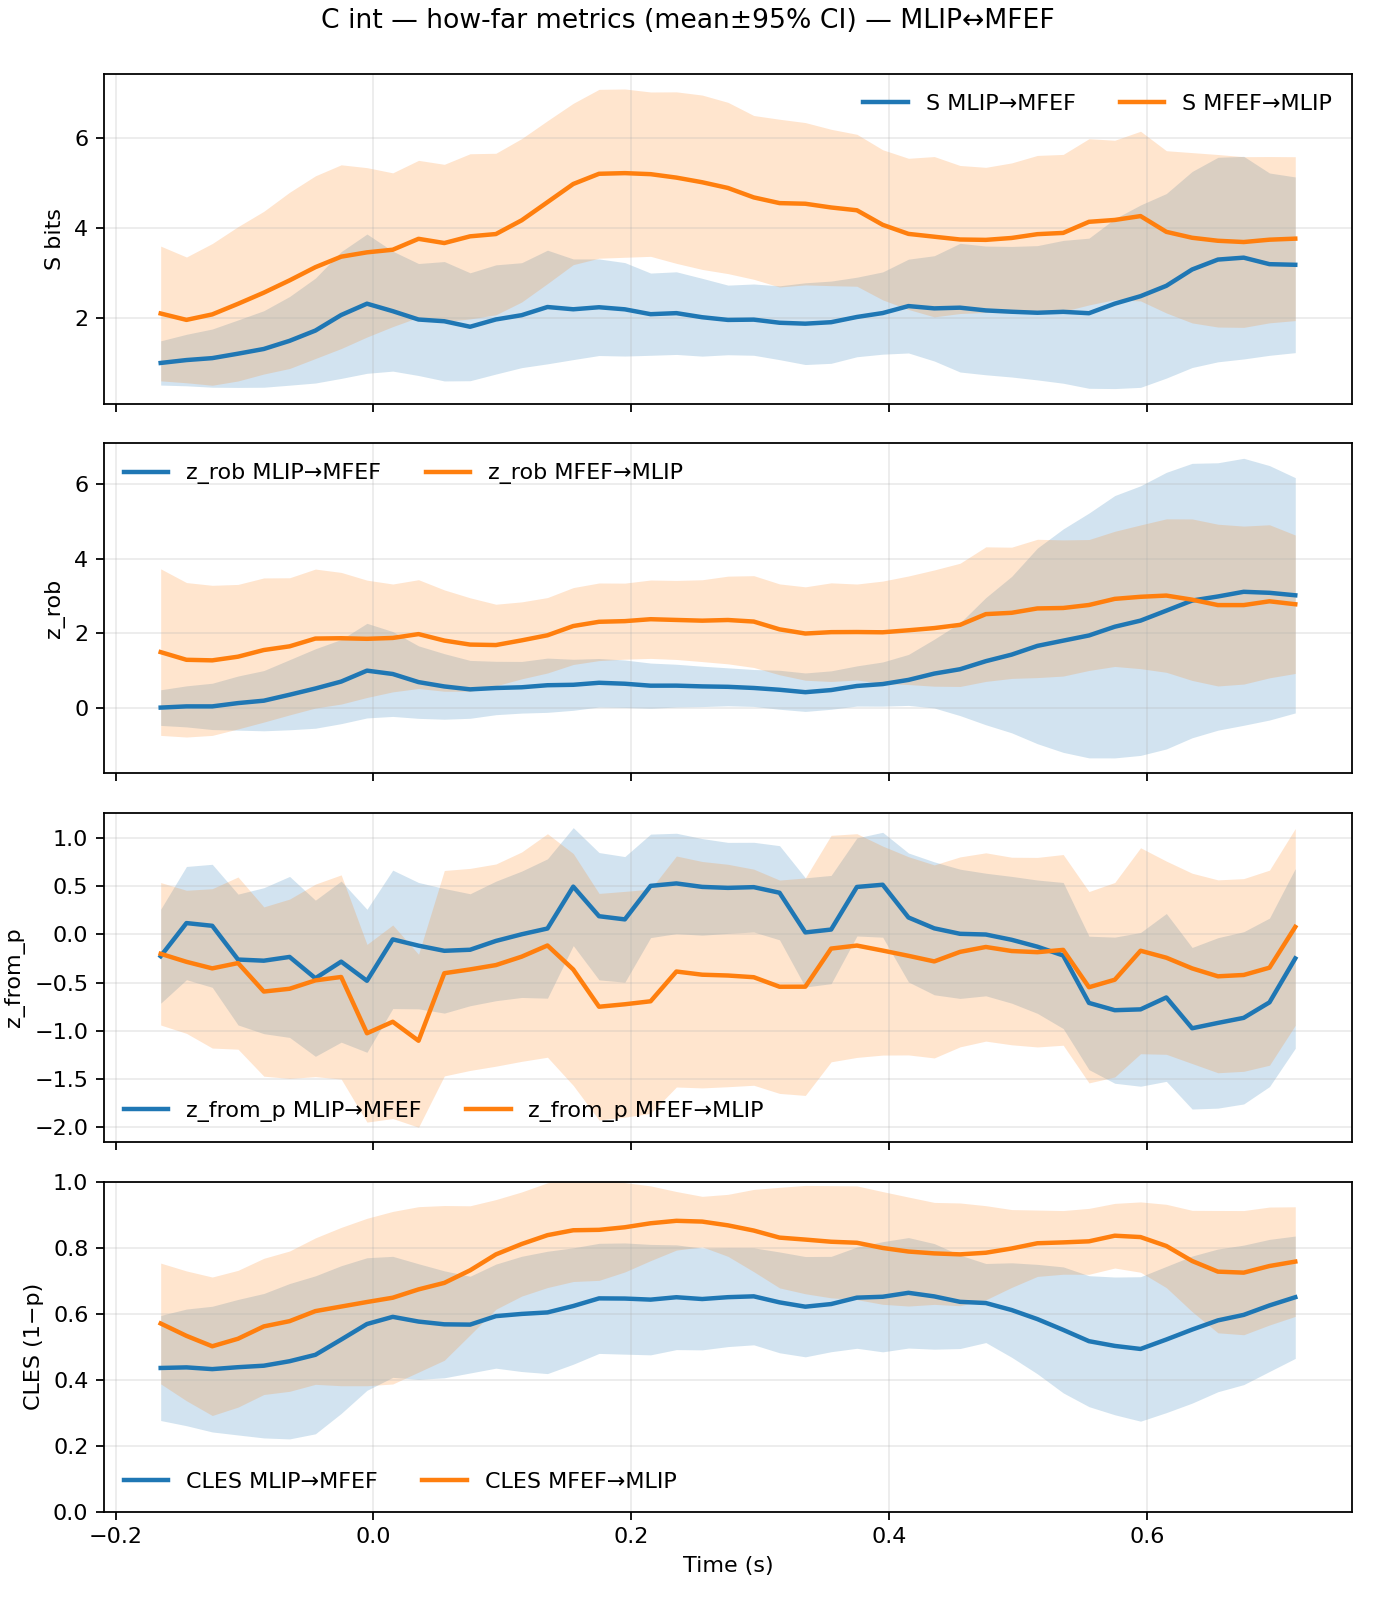 C int — how-far metrics (mean±95% CI) — MLIP↔MFEF
S MLIP→MFEF S MFEF→MLIP
6
4
2
S bits
z_rob MLIP→MFEF z_rob MFEF→MLIP
6
4
2
0
z_rob
1.0
0.5
0.0
−0.5
−1.0
−1.5
−2.0
z_from_p
z_from_p MLIP→MFEF z_from_p MFEF→MLIP
1.0
0.8
0.6
0.4
0.2
0.0
CLES (1−p)
CLES MLIP→MFEF CLES MFEF→MLIP
−0.2 0.0 0.2 0.4 0.6
Time (s)